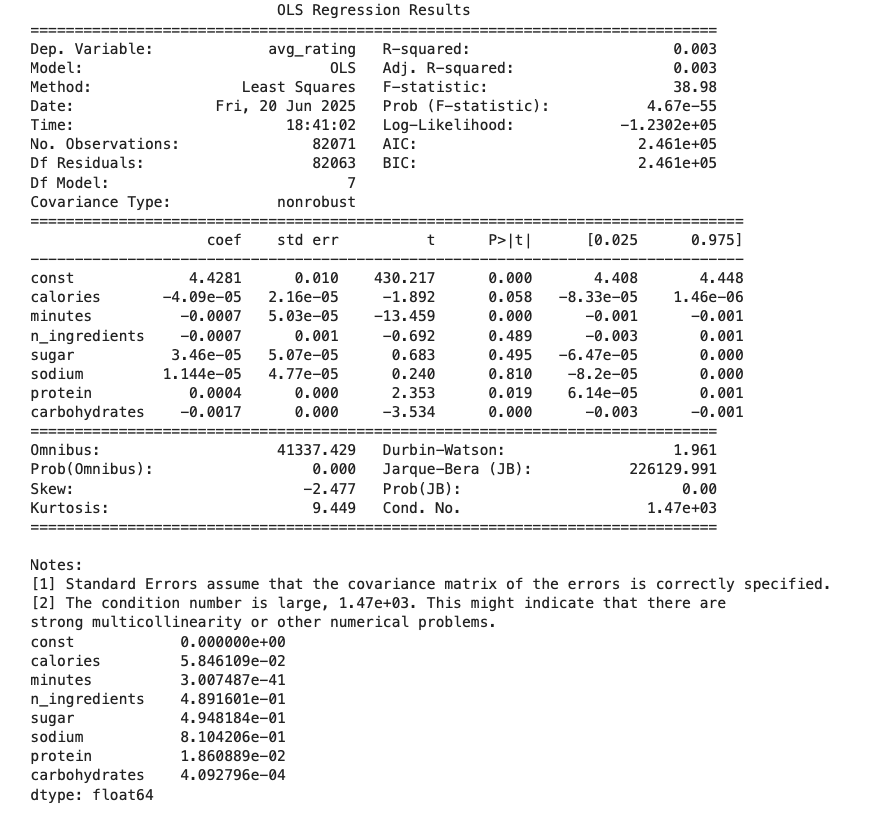 OLS Regression Results
==============================================================================
Dep. Variable:             avg_rating   R-squared:                       0.003
Model:                            OLS   Adj. R-squared:                  0.003
Method:                 Least Squares   F-statistic:                     38.98
Date:                Fri, 20 Jun 2025   Prob (F-statistic):           4.67e-55
Time:                        18:41:02   Log-Likelihood:            -1.2302e+05
No. Observations:               82071   AIC:                         2.461e+05
Df Residuals:                   82063   BIC:                         2.461e+05
Df Model:                           7
Covariance Type:            nonrobust
=================================================================================
                    coef    std err          t      P>|t|      [0.025      0.975]
---------------------------------------------------------------------------------
const             4.4281      0.010    430.217      0.000       4.408       4.448
calories       -4.09e-05   2.16e-05     -1.892      0.058   -8.33e-05    1.46e-06
minutes          -0.0007   5.03e-05    -13.459      0.000      -0.001      -0.001
n_ingredients    -0.0007      0.001     -0.692      0.489      -0.003       0.001
sugar           3.46e-05   5.07e-05      0.683      0.495   -6.47e-05       0.000
sodium         1.144e-05   4.77e-05      0.240      0.810    -8.2e-05       0.000
protein           0.0004      0.000      2.353      0.019    6.14e-05       0.001
carbohydrates    -0.0017      0.000     -3.534      0.000      -0.003      -0.001
==============================================================================
Omnibus:                    41337.429   Durbin-Watson:                   1.961
Prob(Omnibus):                  0.000   Jarque-Bera (JB):           226129.991
Skew:                          -2.477   Prob(JB):                         0.00
Kurtosis:                       9.449   Cond. No.                     1.47e+03
==============================================================================
Notes:
[1] Standard Errors assume that the covariance matrix of the errors is correctly specified.
[2] The condition number is large, 1.47e+03. This might indicate that there are
strong multicollinearity or other numerical problems.
const            0.000000e+00
calories         5.846109e-02
minutes          3.007487e-41
n_ingredients    4.891601e-01
sugar            4.948184e-01
sodium           8.104206e-01
protein          1.860889e-02
carbohydrates    4.092796e-04
dtype: float64